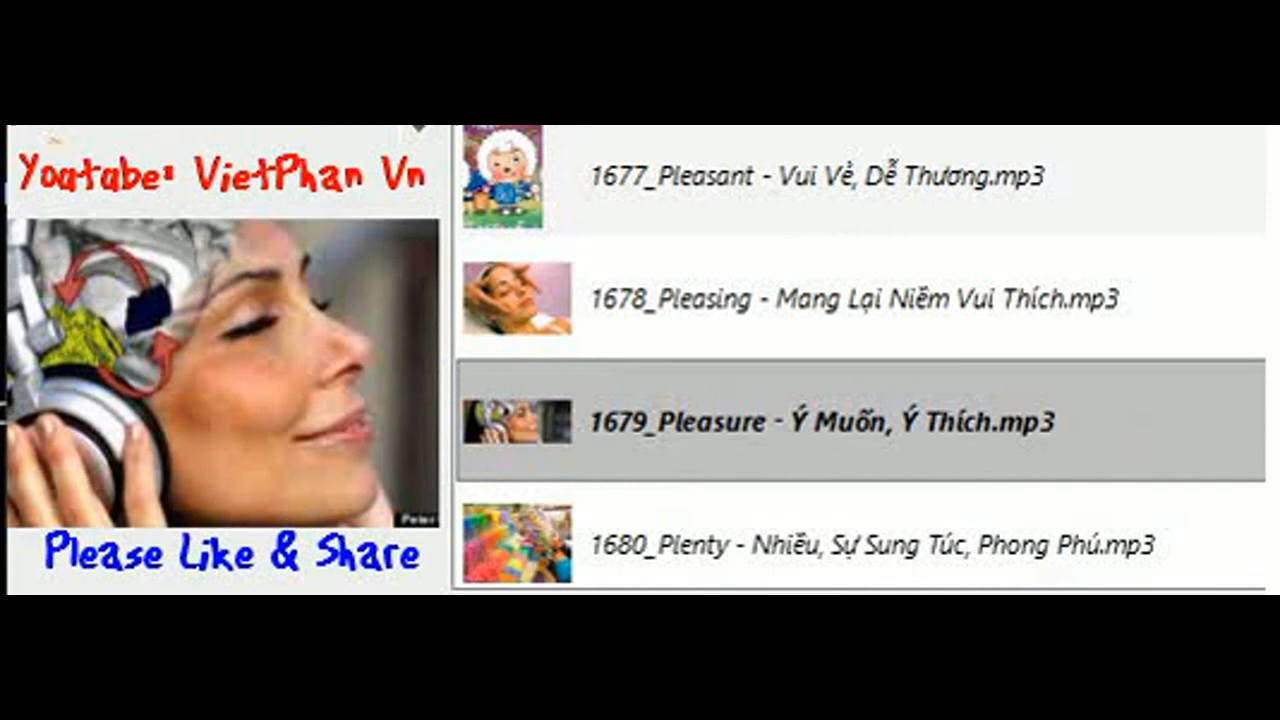 Youtube: VietPhan Vn
Please Like & Share
1677_Pleasant - Vui Vẻ, Dễ Thương.mp3
1678_Pleasing - Mang Lại Niềm Vui Thích.mp3
1679_Pleasure - Ý Muốn, Ý Thích.mp3
1680_Plenty - Nhiều, Sự Sung Túc, Phong Phú.mp3